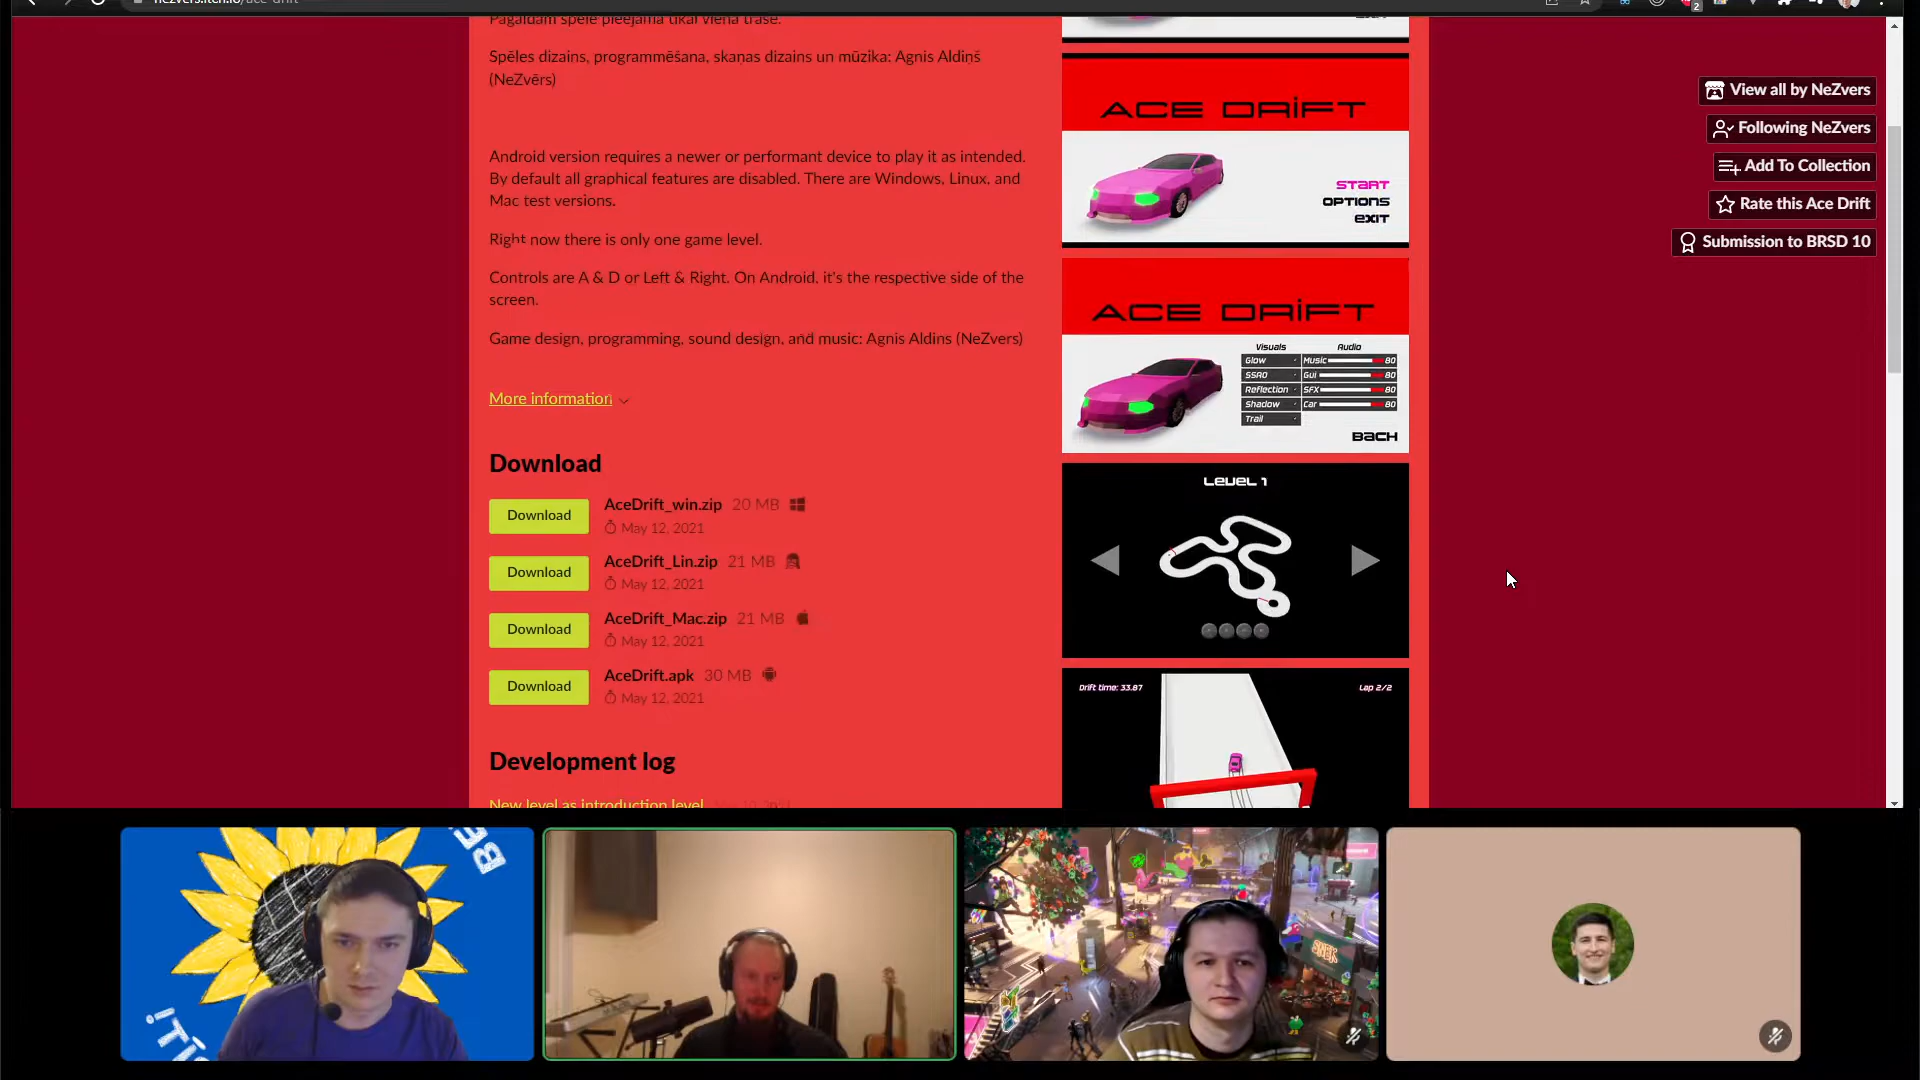 nezvers.itch.io/ace-drift
2
Pagaidām spēlē pieejama tikai viena trase.
Spēles dizains, programmēšana, skaņas dizains un mūzika: Agnis Aldiņš
(NeZvērs)
Android version requires a newer or performant device to play it as intended.
By default all graphical features are disabled. There are Windows, Linux, and
Mac test versions.
Right now there is only one game level.
Controls are A & D or Left & Right. On Android, it's the respective side of the
screen.
Game design, programming, sound design, and music: Agnis Aldins (NeZvers)
More information
Download
Download
AceDrift_win.zip 20 MB
May 12, 2021
Download
AceDrift_Lin.zip 21 MB
May 12, 2021
Download
AceDrift_Mac.zip 21 MB
May 12, 2021
Download
AceDrift.apk 30 MB
May 12, 2021
Development log
New level as introduction level
ACE DRiFT
START
OPTIONS
EXIT
ACE DRiFT
Visuals Audio
Glow Music 80
SSAO Gui 80
Reflection SFX 80
Shadow Car 80
Trail
BACK
LEVEL 1
Drift time: 33.87 Lap 2/2
View all by NeZvers
Following NeZvers
Add To Collection
Rate this Ace Drift
Submission to BRSD 10